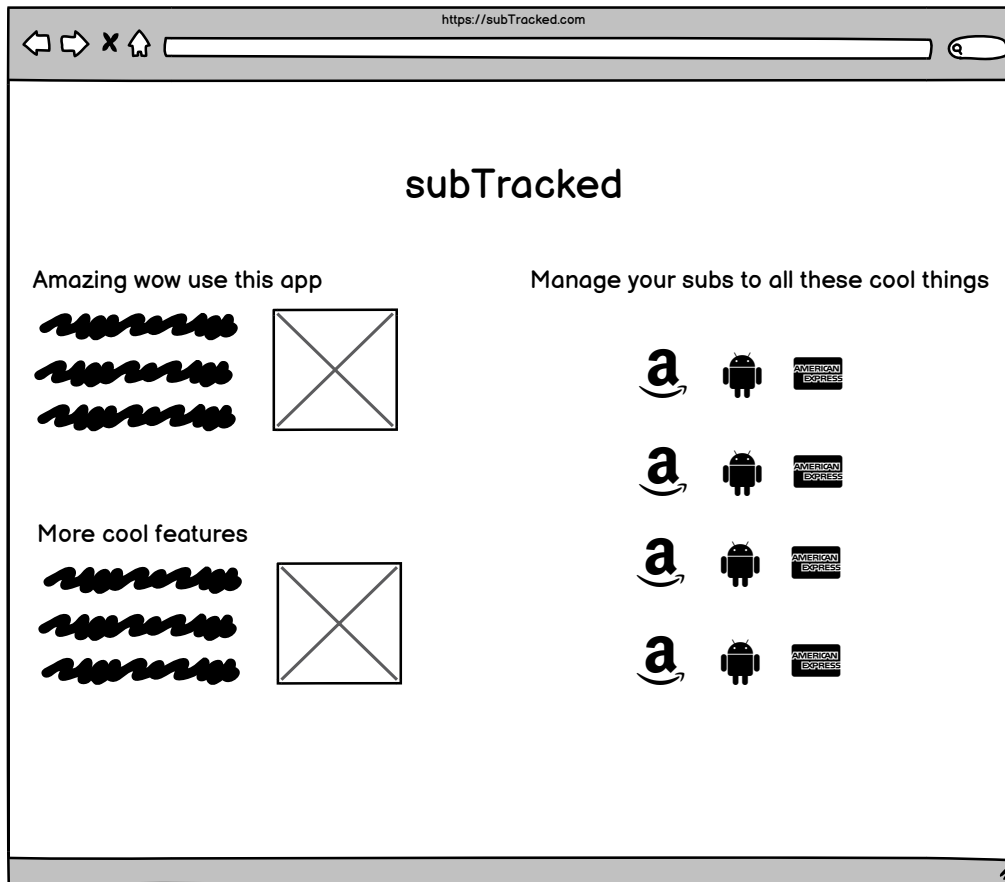 https://subTracked.com
subTracked
Amazing wow use this app
More cool features
Manage your subs to all these cool things
a
AMERICAN
EXPRESS
a
AMERICAN
EXPRESS
a
AMERICAN
EXPRESS
a
AMERICAN
EXPRESS